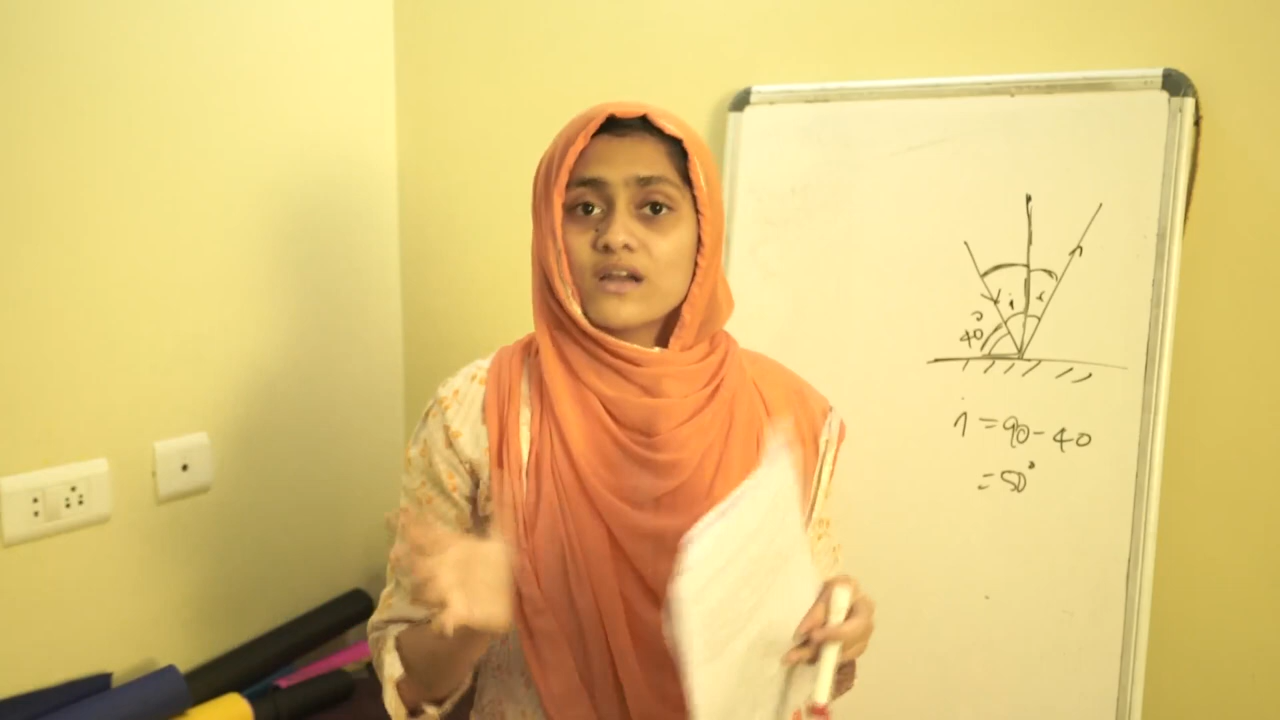 i r
40°
i = 90 - 40
= 50°